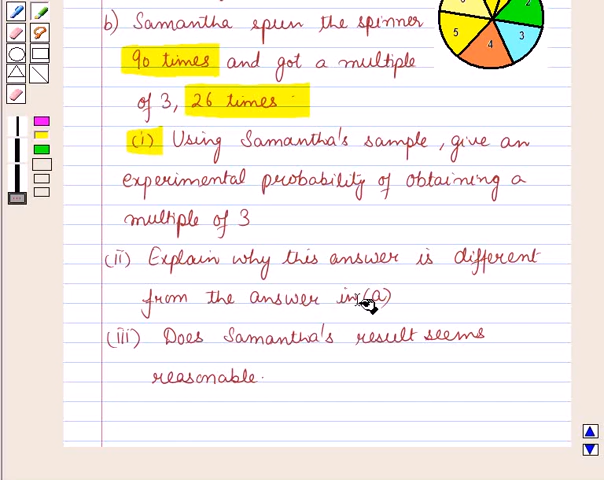 2
b) Samantha spun the spinner
3
5
4
90 times and got a multiple
of 3, 26 times.
(i) Using Samantha's sample, give an
experimental probability of obtaining a
multiple of 3
(ii) Explain why this answer is different
from the answer in (a)
(iii) Does Samantha's result seems
reasonable.